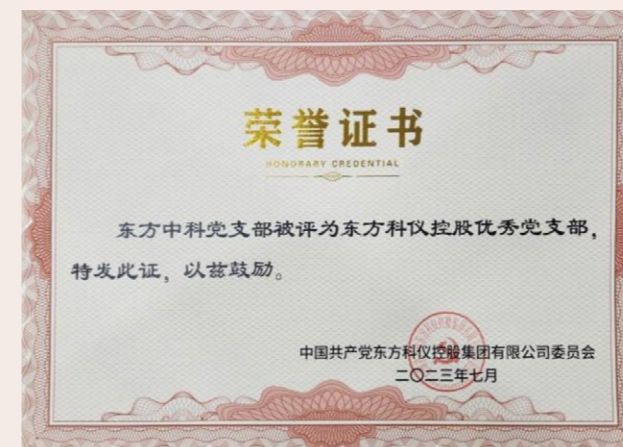 荣誉证书
HONORARY CREDENTIAL
东方中科党支部被评为东方科仪控股优秀党支部，
特发此证，以兹鼓励。
中国共产党东方科仪控股集团有限公司委员会
二〇二三年七月